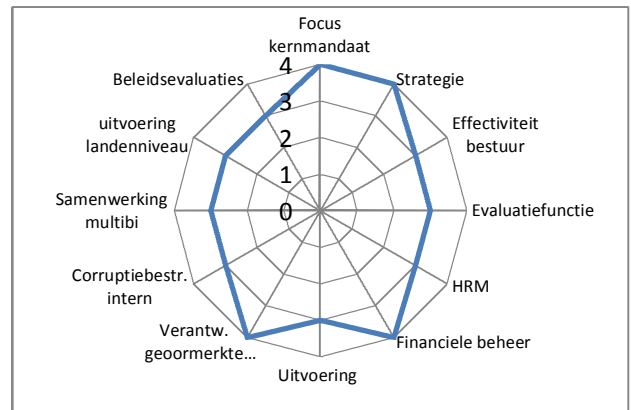 Focus
kernmandaat
Strategie
Effectiviteit
bestuur
Evaluatiefunctie
HRM
Financiele beheer
Uitvoering
Verantw.
geoormerkte...
Corruptiebestr.
intern
Samenwerking
multibi
uitvoering
landenniveau
Beleidsevaluaties
4
3
2
1
0